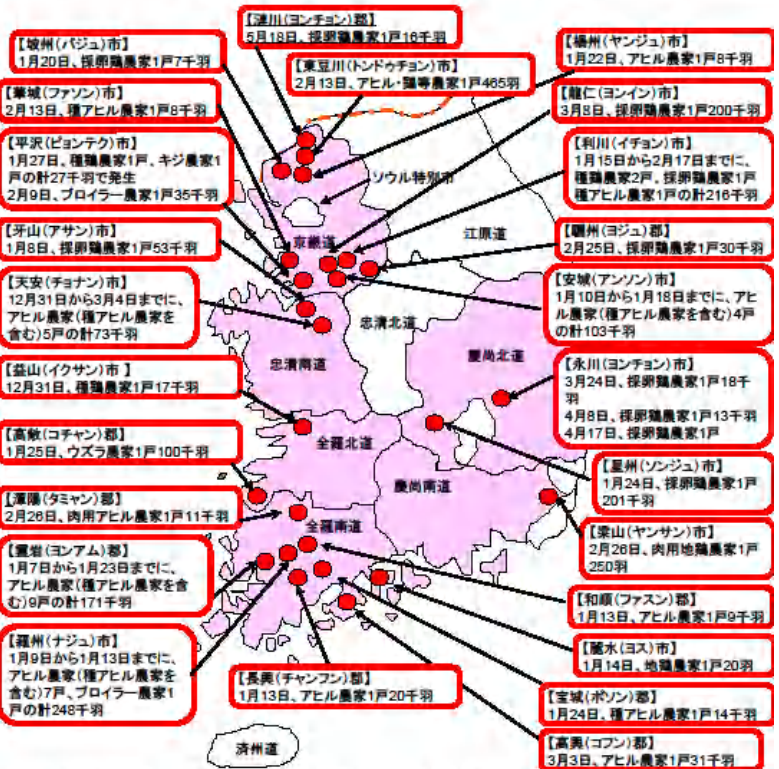 【漣川(ヨンチョン)郡】
5月18日、採卵鶏農家1戸16千羽
【坡州(パジュ)市】
1月20日、採卵鶏農家1戸7千羽
【楊州(ヤンジュ)市】
1月22日、アヒル農家1戸8千羽
【東豆川(トンドゥチョン)市】
2月13日、アヒル・鶏等農家1戸465羽
【華城(ファソン)市】
2月13日、種アヒル農家1戸8千羽
【龍仁(ヨンイン)市】
3月8日、採卵鶏農家1戸200千羽
【平沢(ピョンテク)市】
1月27日、種鶏農家1戸、キジ農家1
戸の計27千羽で発生
2月9日、ブロイラー農家1戸35千羽
【利川(イチョン)市】
1月15日から2月17日までに、
種鶏農家2戸、採卵鶏農家1戸
種アヒル農家1戸の計216千羽
ソウル特別市
京畿道
江原道
【牙山(アサン)市】
1月8日、採卵鶏農家1戸53千羽
【驪州(ヨジュ)郡】
2月25日、採卵鶏農家1戸30千羽
【天安(チョナン)市】
12月31日から3月4日までに、
アヒル農家(種アヒル農家を
含む)5戸の計73千羽
【安城(アンソン)市】
1月10日から1月18日までに、アヒ
ル農家(種アヒル農家を含む)4戸
の計103千羽
忠清北道
忠清南道
慶尚北道
【益山(イクサン)市】
12月31日、種鶏農家1戸17千羽
【永川(ヨンチョン)市】
3月24日、採卵鶏農家1戸18千
羽
4月8日、採卵鶏農家1戸13千羽
4月17日、採卵鶏農家1戸
【高敞(コチャン)郡】
1月25日、ウズラ農家1戸100千羽
全羅北道
【星州(ソンジュ)市】
1月24日、採卵鶏農家1戸
201千羽
慶尚南道
【潭陽(タミャン)郡】
2月26日、肉用アヒル農家1戸11千羽
全羅南道
【梁山(ヤンサン)市】
2月26日、肉用地鶏農家1戸
250羽
【霊岩(ヨンアム)郡】
1月7日から1月23日までに、
アヒル農家(種アヒル農家を含
む)9戸の計171千羽
【和順(ファスン)郡】
1月13日、アヒル農家1戸9千羽
【羅州(ナジュ)市】
1月9日から1月13日までに、
アヒル農家(種アヒル農家を
含む)7戸、ブロイラー農家1
戸の計248千羽
【麗水(ヨス)市】
1月14日、地鶏農家1戸20羽
【長興(チャンフン)郡】
1月13日、アヒル農家1戸20千羽
【宝城(ポソン)郡】
1月24日、種アヒル農家1戸14千羽
【高興(コフン)郡】
3月3日、アヒル農家1戸31千羽
済州道